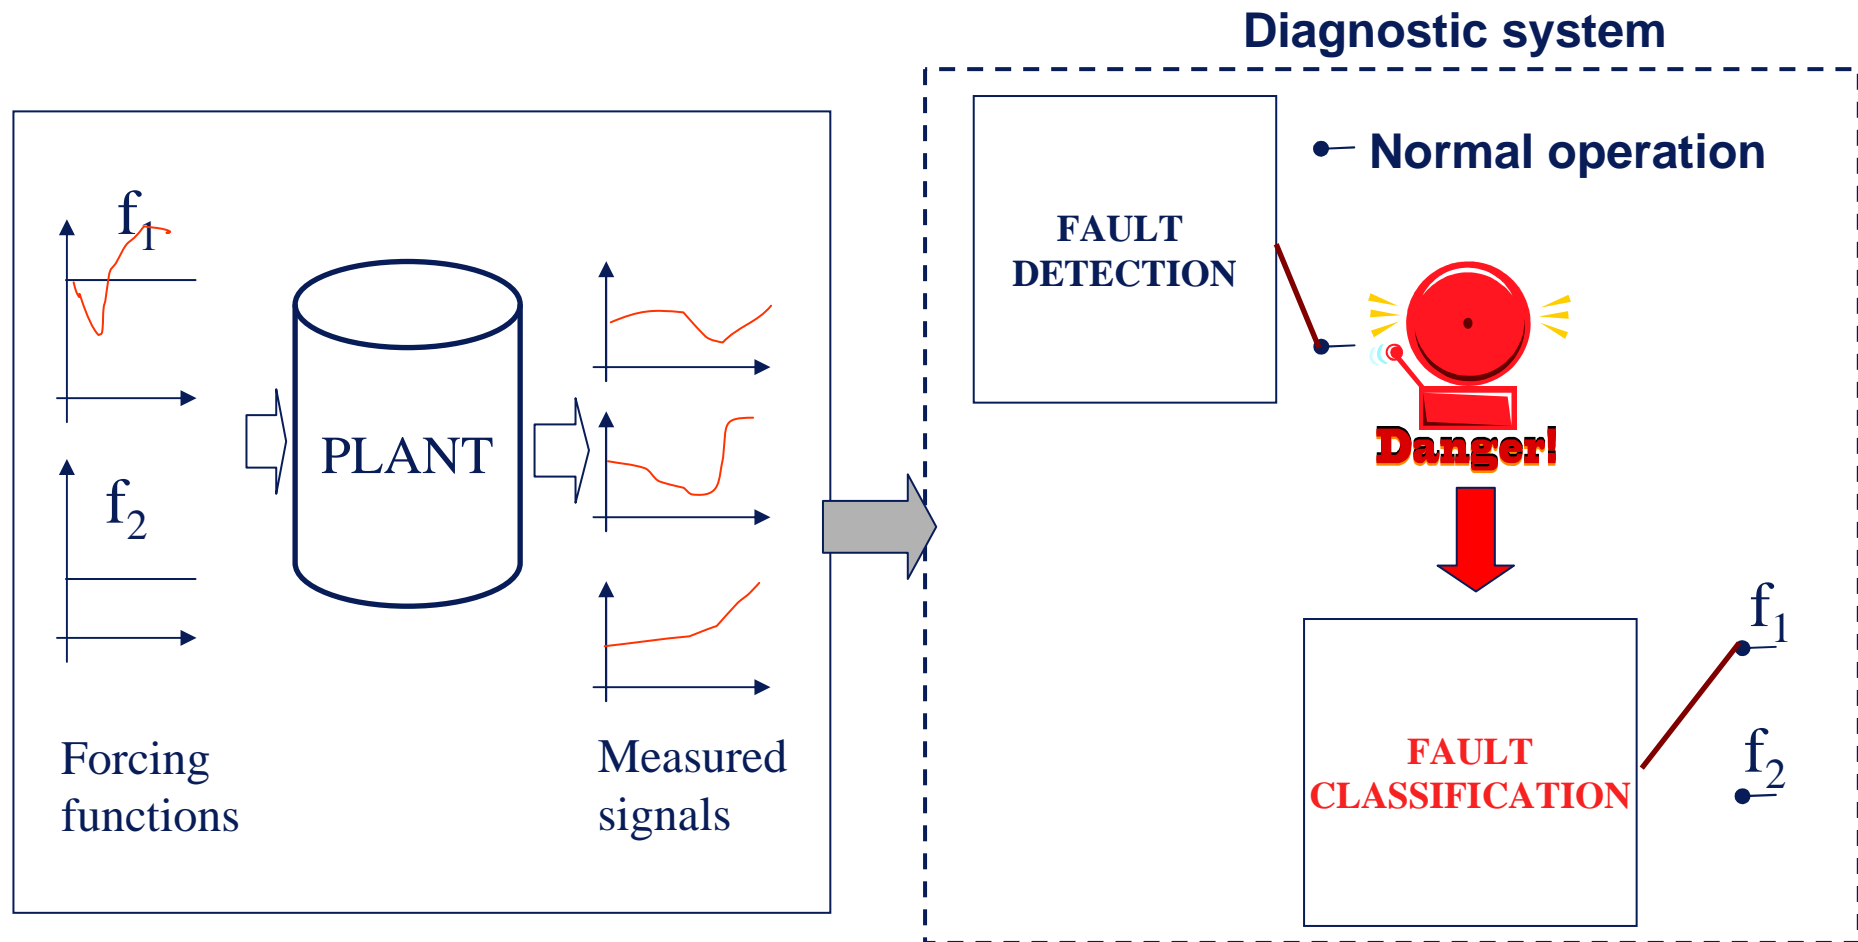 Diagnostic system
Normal operation
f1
FAULT
DETECTION
PLANT
Danger!
f2
f1
Forcing
functions
Measured
signals
FAULT
CLASSIFICATION
f2